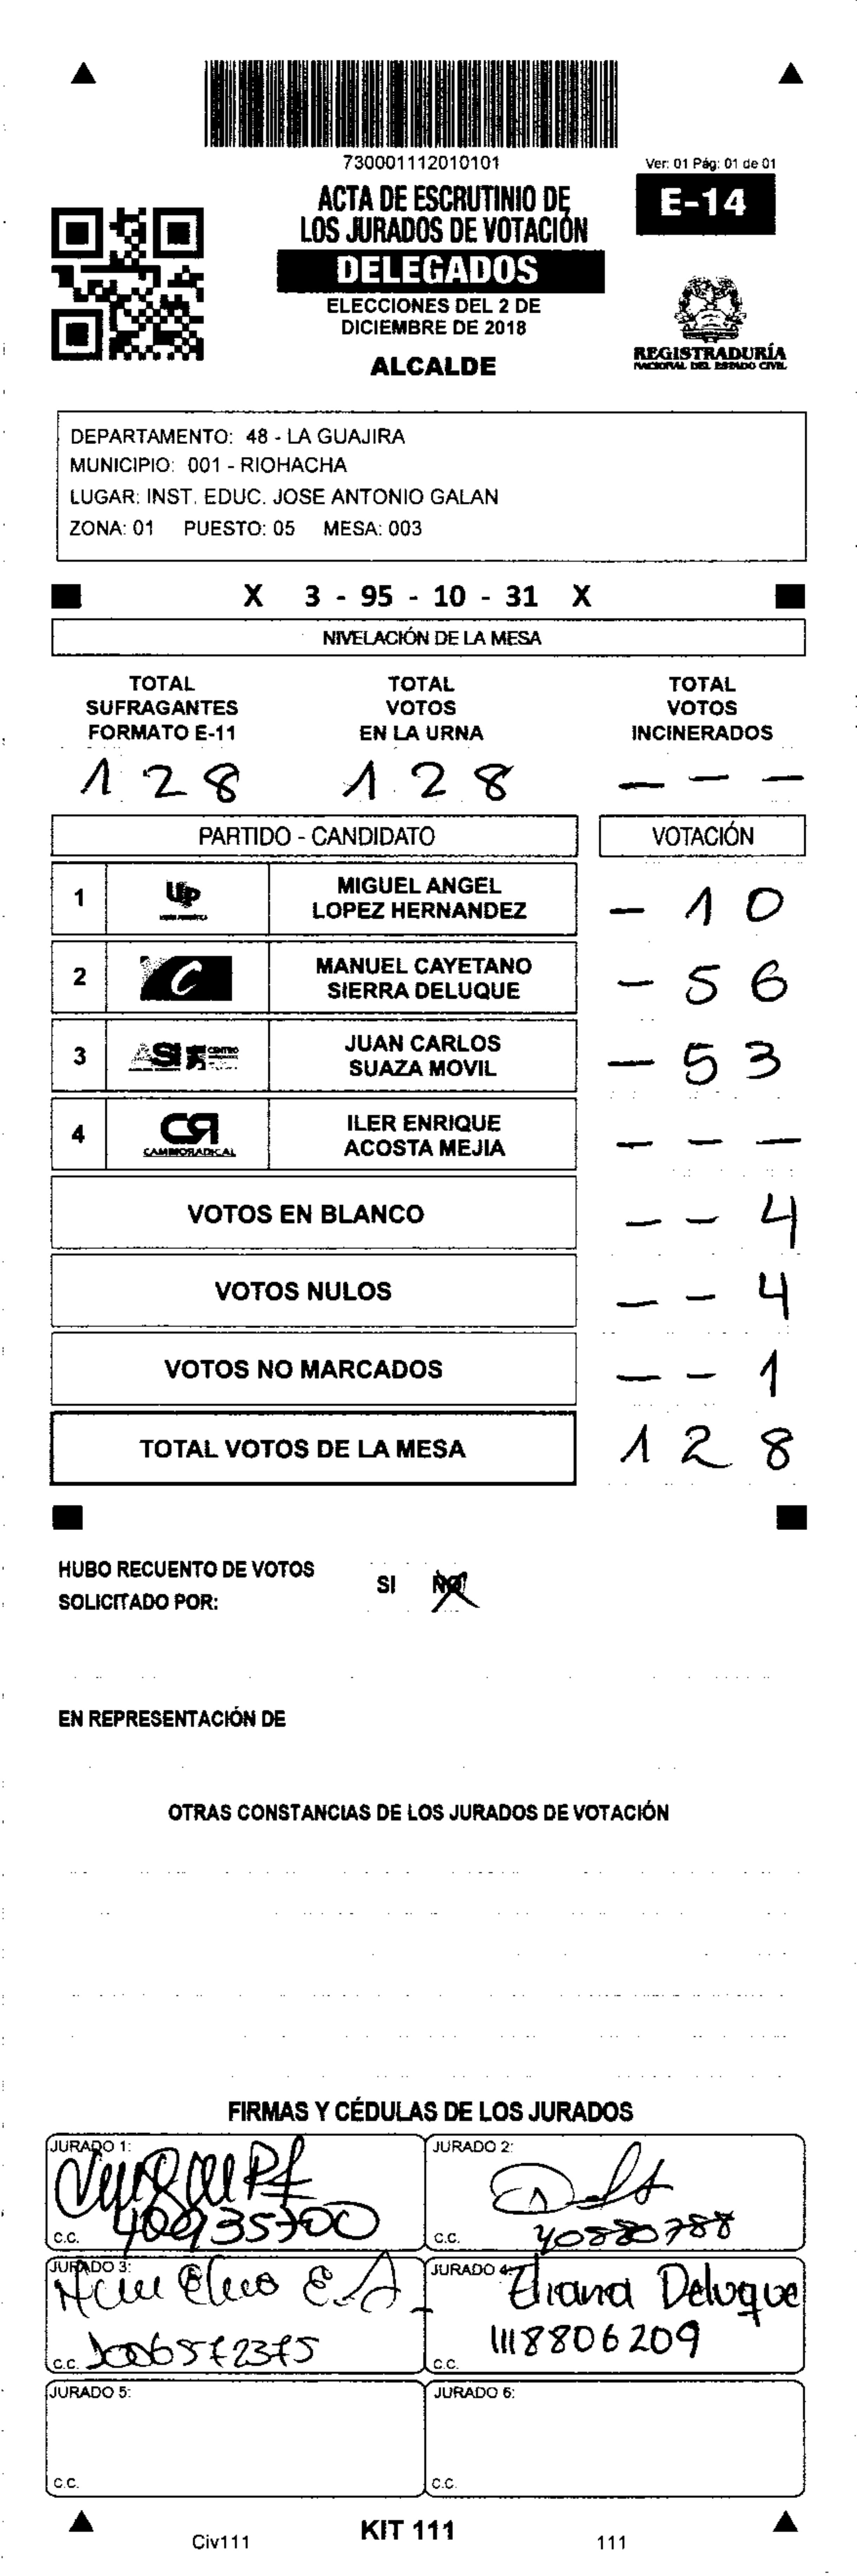 730001112010101
Ver: 01 Pág: 01 de 01
ACTA DE ESCRUTINIO DE
LOS JURADOS DE VOTACIÓN
E-14
DELEGADOS
ELECCIONES DEL 2 DE
DICIEMBRE DE 2018
ALCALDE
REGISTRADURÍA
NACIONAL DEL ESTADO CIVIL
DEPARTAMENTO: 48 - LA GUAJIRA
MUNICIPIO: 001 - RIOHACHA
LUGAR: INST. EDUC. JOSE ANTONIO GALAN
ZONA: 01 PUESTO: 05 MESA: 003
X 3 - 95 - 10 - 31 X
NIVELACIÓN DE LA MESA
TOTAL SUFRAGANTES FORMATO E-11
128
TOTAL VOTOS EN LA URNA
128
TOTAL VOTOS INCINERADOS
- - -
PARTIDO - CANDIDATO VOTACIÓN
1 UP MIGUEL ANGEL
LOPEZ HERNANDEZ - 10
2 C MANUEL CAYETANO
SIERRA DELUQUE - 56
3 ASI CENTRO JUAN CARLOS
SUAZA MOVIL - 53
4 CR CAMBIO RADICAL ILER ENRIQUE
ACOSTA MEJIA - - -
VOTOS EN BLANCO - - 4
VOTOS NULOS - - 4
VOTOS NO MARCADOS - - 1
TOTAL VOTOS DE LA MESA 128
HUBO RECUENTO DE VOTOS SI NO
SOLICITADO POR:
EN REPRESENTACIÓN DE
OTRAS CONSTANCIAS DE LOS JURADOS DE VOTACIÓN
FIRMAS Y CÉDULAS DE LOS JURADOS
JURADO 1:
C.C. 40935700
JURADO 2:
C.C. 40880788
JURADO 3:
C.C. 1006572375
JURADO 4: Eliana Deluque
C.C. 1118806209
JURADO 5:
C.C.
JURADO 6:
C.C.
Civ111
KIT 111
111